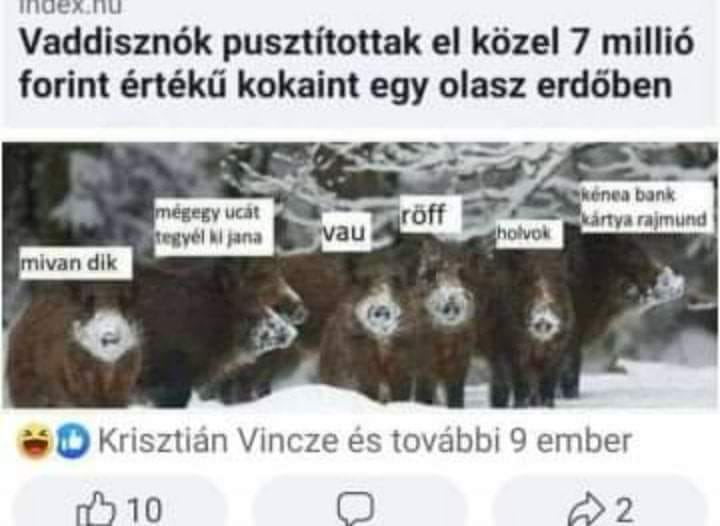 index.hu
Vaddisznók pusztítottak el közel 7 millió
forint értékű kokaint egy olasz erdőben
mégegy ucát
tegyél ki jana
vau
röff
holvok
kénea bank
kártya rajmund
mivan dik
Krisztián Vincze és további 9 ember
10
2